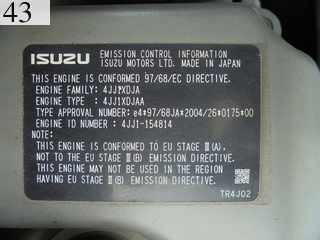 43
ISUZU
EMISSION CONTROL INFORMATION
ISUZU MOTORS LTD. MADE IN JAPAN
THIS ENGINE IS CONFORMED 97/68/EC DIRECTIVE.
ENGINE FAMILY: 4JJ1XDJA
ENGINE TYPE : 4JJ1XDJAA
TYPE APPROVAL NUMBER: e4*97/68JA*2004/26*0175*00
ENGINE ID NUMBER : 4JJ1-154814
NOTE:
THIS ENGINE IS CONFORMED TO EU STAGE Ⅲ(A),
NOT TO THE EU STAGE Ⅲ(B) EMISSION DIRECTIVE.
THIS ENGINE MAY NOT BE USED IN THE REGION
HAVING EU STAGE Ⅲ(B) EMISSION DIRECTIVE.
TR4J02